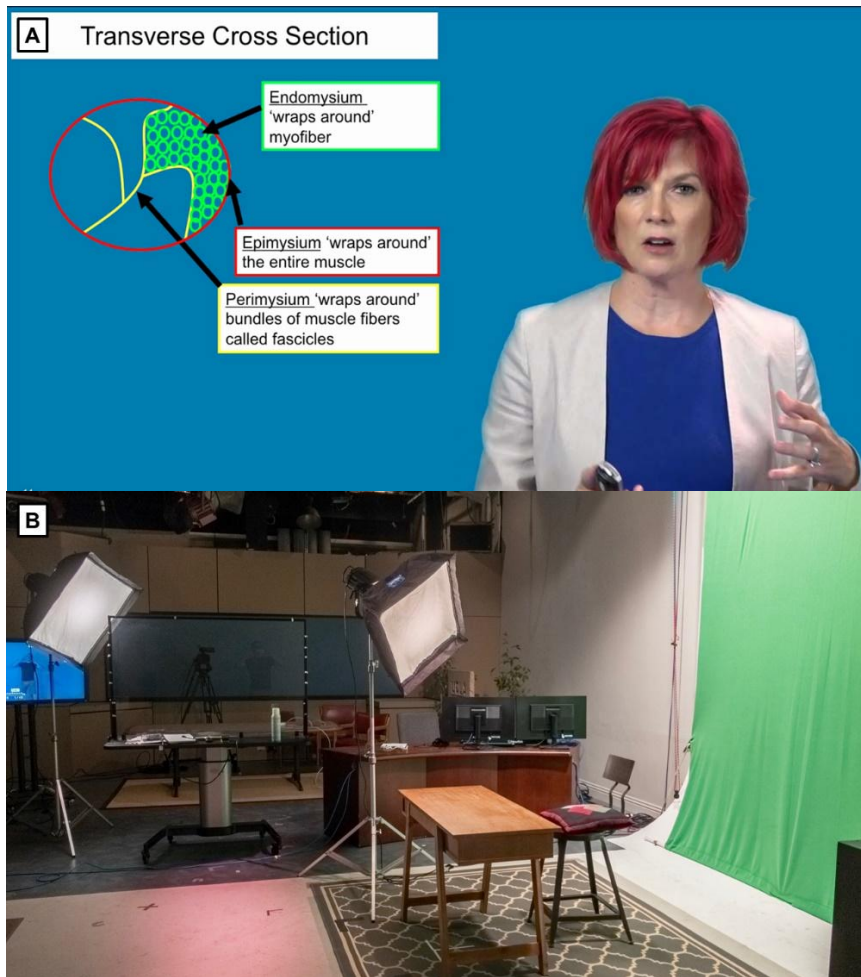 A
Transverse Cross Section
Endomysium
'wraps around'
myofiber
Epimysium 'wraps around'
the entire muscle
Perimysium 'wraps around'
bundles of muscle fibers
called fascicles
B